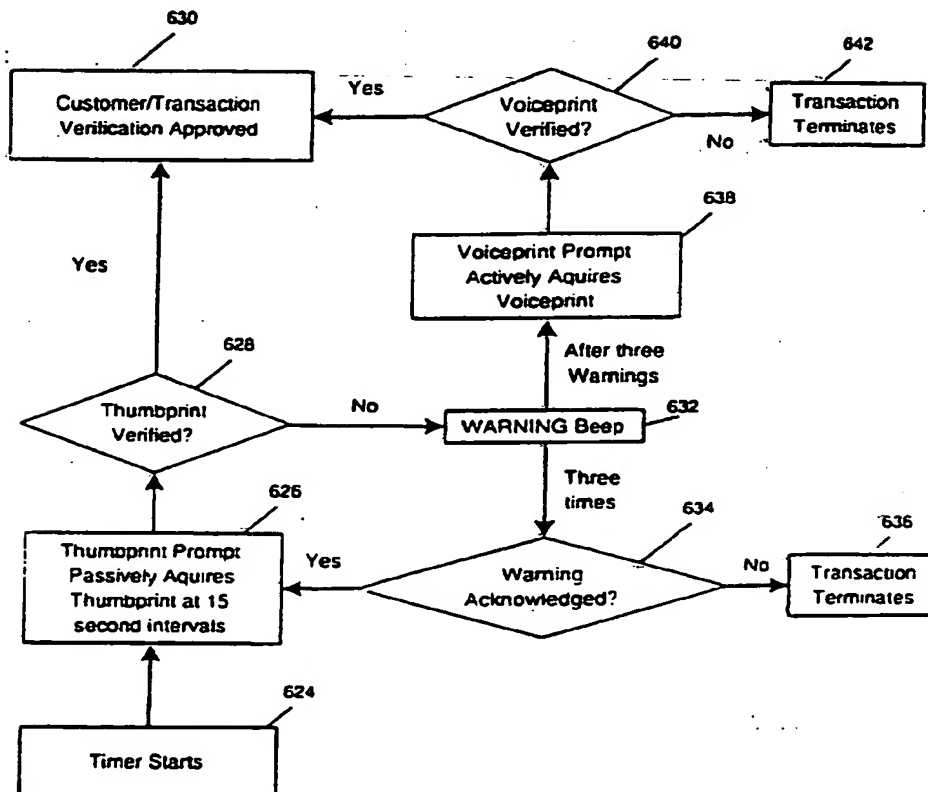 630
640
642
Customer/Transaction
Verification Approved
Yes
Voiceprint
Verified?
No
Transaction
Terminates
638
Voiceprint Prompt
Actively Aquires
Voiceprint
Yes
After three
Warnings
628
Thumbprint
Verified?
No
WARNING Beep
632
Three
times
626
634
636
Thumbprint Prompt
Passively Aquires
Thumbprint at 15
second intervals
Yes
Warning
Acknowledged?
No
Transaction
Terminates
624
Timer Starts